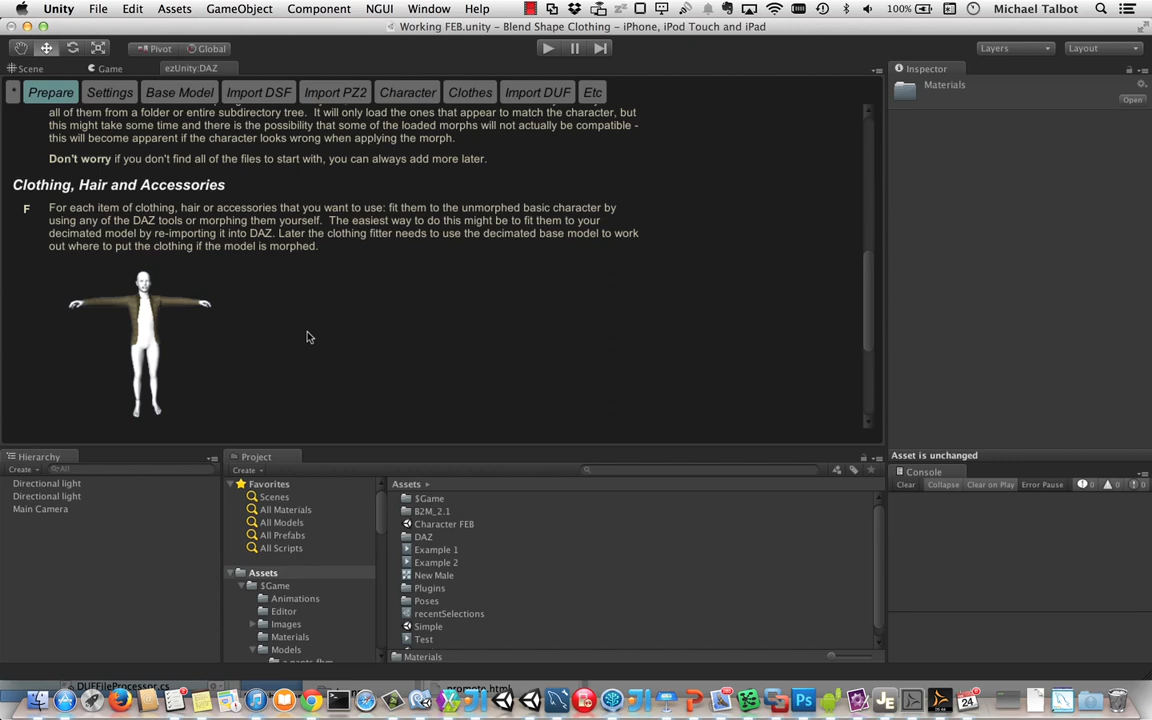 Unity File Edit Assets GameObject Component NGUI Window Help 100% Michael Talbot
Working FEB.unity – Blend Shape Clothing – iPhone, iPod Touch and iPad
Pivot Global Layers Layout
Scene Game ezUnity:DAZ Inspector
* Prepare Settings Base Model Import DSF Import PZ2 Character Clothes Import DUF Etc
Materials
Open
all of them from a folder or entire subdirectory tree. It will only load the ones that appear to match the character, but
this might take some time and there is the possibility that some of the loaded morphs will not actually be compatible -
this will become apparent if the character looks wrong when applying the morph.
Don't worry if you don't find all of the files to start with, you can always add more later.
Clothing, Hair and Accessories
F For each item of clothing, hair or accessories that you want to use: fit them to the unmorphed basic character by
using any of the DAZ tools or morphing them yourself. The easiest way to do this might be to fit them to your
decimated model by re-importing it into DAZ. Later the clothing fitter needs to use the decimated base model to work
out where to put the clothing if the model is morphed.
Asset is unchanged
Console
Clear Collapse Clear on Play Error Pause 0 0 0
Hierarchy
Create All
Directional light
Directional light
Main Camera
Project
Create
Favorites
Scenes
All Materials
All Models
All Prefabs
All Scripts
Assets
$Game
Animations
Editor
Images
Materials
Models
a pants fbm
Assets
$Game
B2M_2.1
Character FEB
DAZ
Example 1
Example 2
New Male
Plugins
Poses
recentSelections
Simple
Test
Materials
DUFFileProcessor.cs
promote.html
24